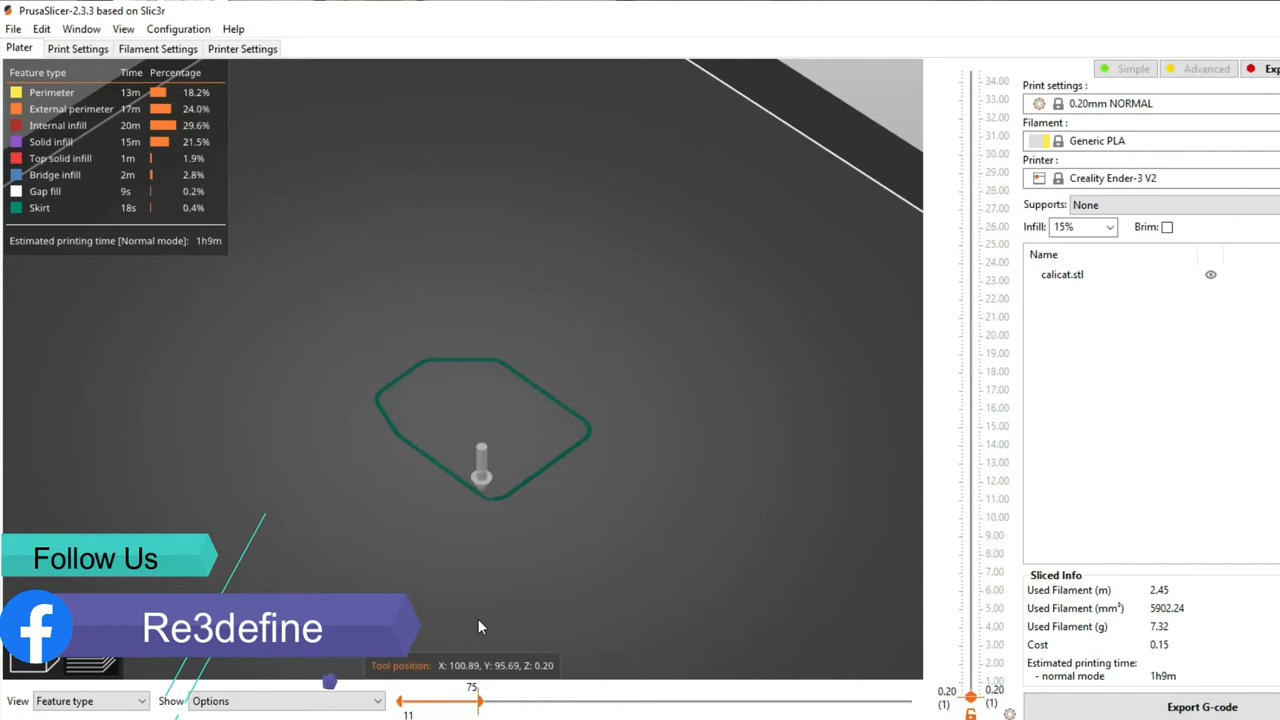 PrusaSlicer-2.3.3 based on Slic3r
File Edit Window View Configuration Help
Plater Print Settings Filament Settings Printer Settings
Feature type Time Percentage
Perimeter 13m 18.2%
External perimeter 17m 24.0%
Internal infill 20m 29.6%
Solid infill 15m 21.5%
Top solid infill 1m 1.9%
Bridge infill 2m 2.8%
Gap fill 9s 0.2%
Skirt 18s 0.4%
Estimated printing time [Normal mode]: 1h9m
Follow Us
Re3define
Tool position: X: 100.89, Y: 95.69, Z: 0.20
View Feature type Show Options
75
11
34.00
33.00
32.00
31.00
30.00
29.00
28.00
27.00
26.00
25.00
24.00
23.00
22.00
21.00
20.00
19.00
18.00
17.00
16.00
15.00
14.00
13.00
12.00
11.00
10.00
9.00
8.00
7.00
6.00
5.00
4.00
3.00
2.00
1.00
0.20 0.20
(1) (1)
Simple Advanced Exp
Print settings :
0.20mm NORMAL
Filament :
Generic PLA
Printer :
Creality Ender-3 V2
Supports: None
Infill: 15% Brim:
Name
calicat.stl
Sliced Info
Used Filament (m) 2.45
Used Filament (mm³) 5902.24
Used Filament (g) 7.32
Cost 0.15
Estimated printing time:
- normal mode 1h9m
Export G-code